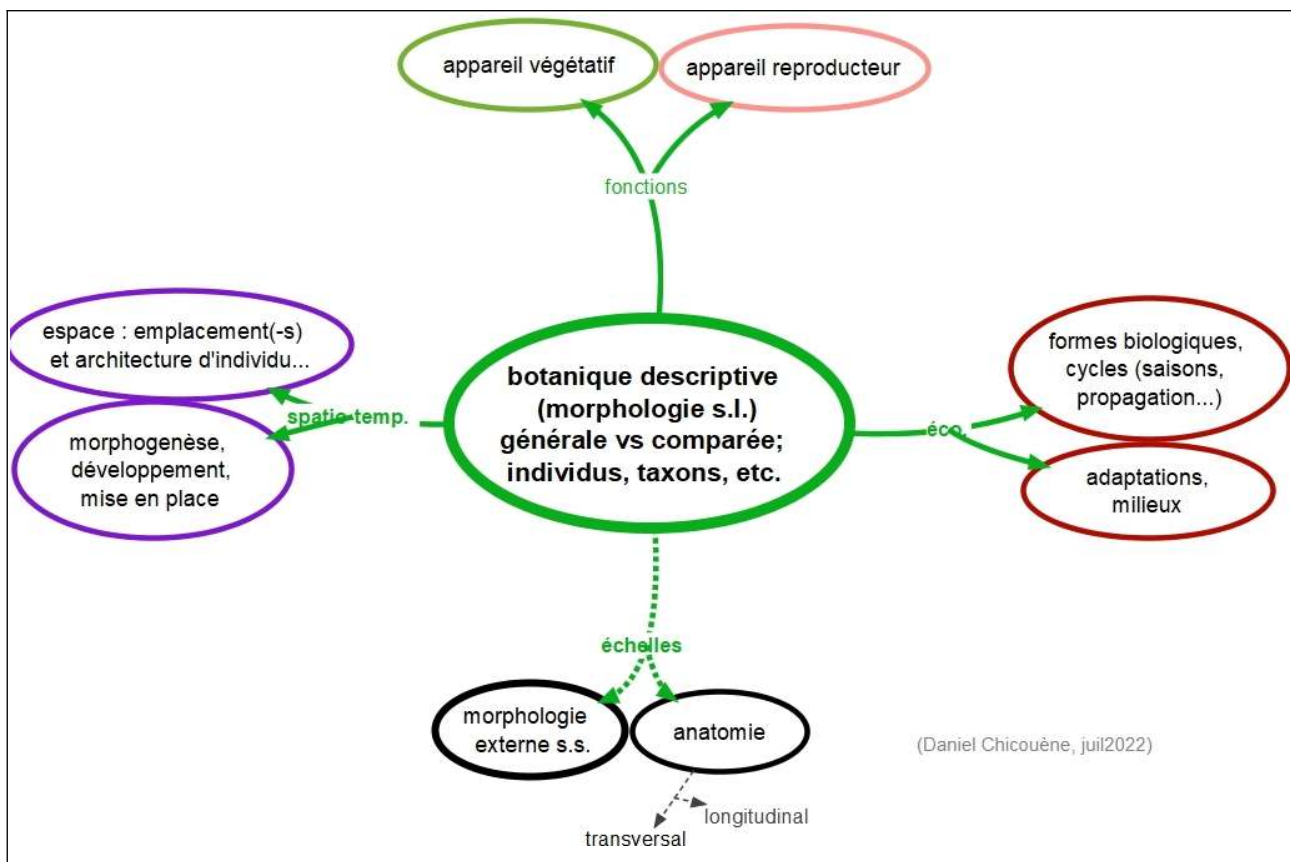 appareil végétatif
appareil reproducteur
fonctions
espace : emplacement(-s)
et architecture d'individu...
spatio-temp.
morphogenèse,
développement,
mise en place
botanique descriptive
(morphologie s.l.)
générale vs comparée;
individus, taxons, etc.
formes biologiques,
cycles (saisons,
propagation...)
éco.
adaptations,
milieux
échelles
morphologie
externe s.s.
anatomie
(Daniel Chicouène, juil2022)
longitudinal
transversal